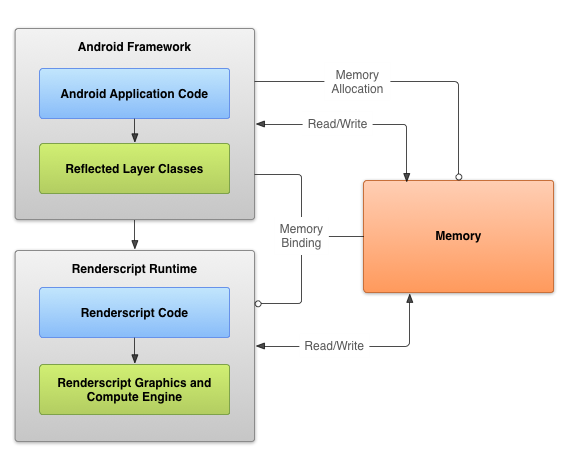 Android Framework
Android Application Code
Reflected Layer Classes
Memory
Allocation
Read/Write
Memory
Binding
Memory
Renderscript Runtime
Renderscript Code
Renderscript Graphics and
Compute Engine
Read/Write